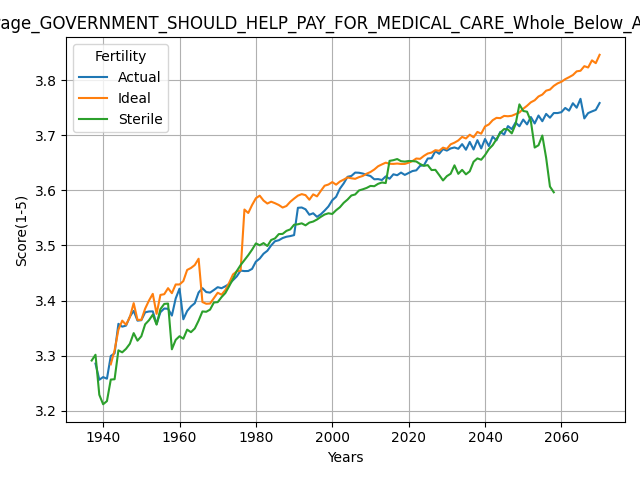 rage_GOVERNMENT_SHOULD_HELP_PAY_FOR_MEDICAL_CARE_Whole_Below_A
Fertility
Actual
Ideal
Sterile
Score(1-5)
3.8
3.7
3.6
3.5
3.4
3.3
3.2
1940 1960 1980 2000 2020 2040 2060
Years